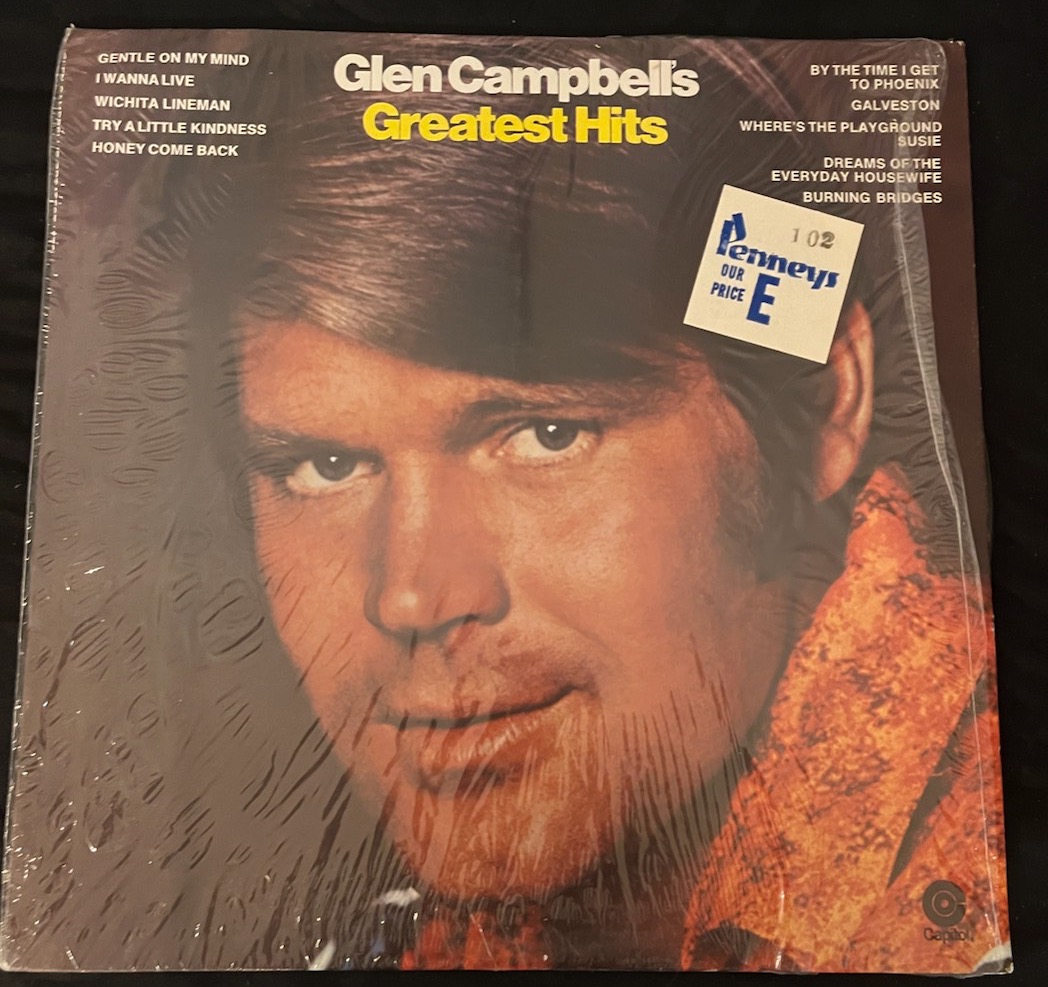 GENTLE ON MY MIND
I WANNA LIVE
WICHITA LINEMAN
TRY A LITTLE KINDNESS
HONEY COME BACK
Glen Campbell's
Greatest Hits
BY THE TIME I GET
TO PHOENIX
GALVESTON
WHERE'S THE PLAYGROUND
SUSIE
DREAMS OF THE
EVERYDAY HOUSEWIFE
BURNING BRIDGES
102
Penneys
OUR
PRICE E
Capitol